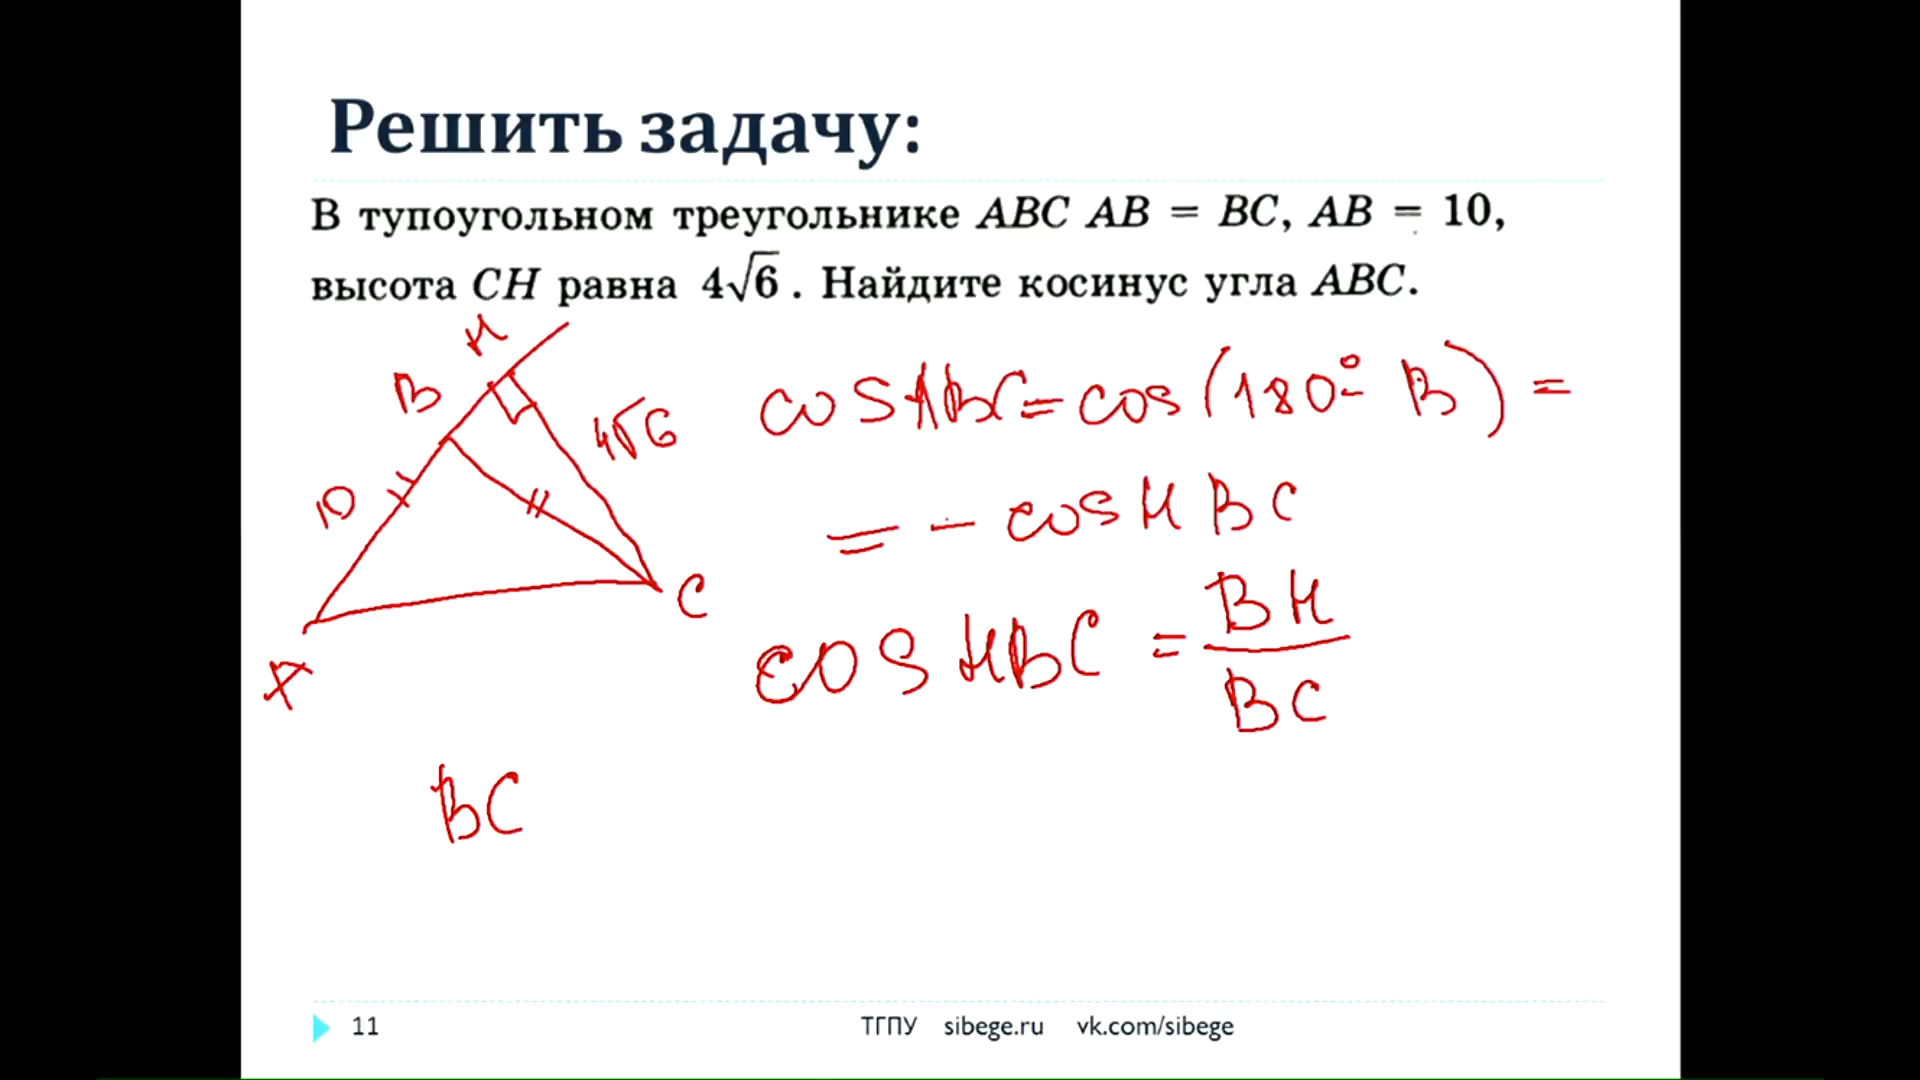 Решить задачу:
В тупоугольном треугольнике ABC AB = BC, AB = 10,
высота CH равна 4√6 . Найдите косинус угла ABC.
H
B
4√6
10
C
A
cos ABC = cos (180° - B) =
= - cos HBC
cos HBC = BH
BC
BC
11
ТГПУ sibege.ru vk.com/sibege